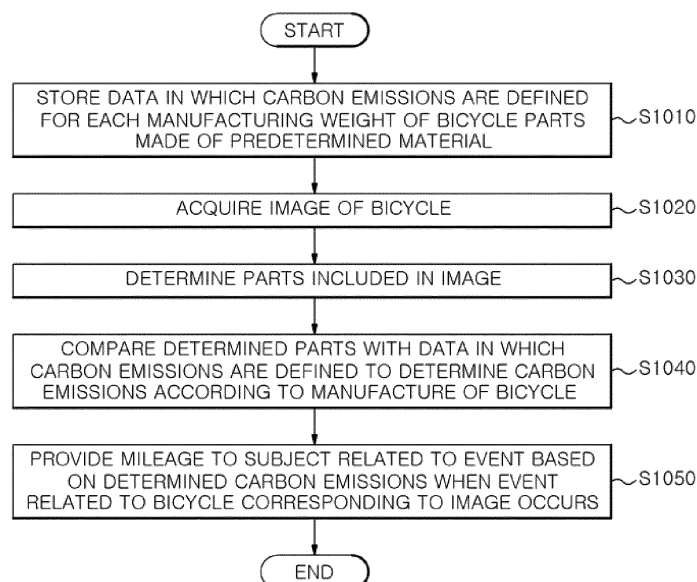 START
STORE DATA IN WHICH CARBON EMISSIONS ARE DEFINED
FOR EACH MANUFACTURING WEIGHT OF BICYCLE PARTS
MADE OF PREDETERMINED MATERIAL
S1010
ACQUIRE IMAGE OF BICYCLE
S1020
DETERMINE PARTS INCLUDED IN IMAGE
S1030
COMPARE DETERMINED PARTS WITH DATA IN WHICH
CARBON EMISSIONS ARE DEFINED TO DETERMINE CARBON
EMISSIONS ACCORDING TO MANUFACTURE OF BICYCLE
S1040
PROVIDE MILEAGE TO SUBJECT RELATED TO EVENT BASED
ON DETERMINED CARBON EMISSIONS WHEN EVENT
RELATED TO BICYCLE CORRESPONDING TO IMAGE OCCURS
S1050
END